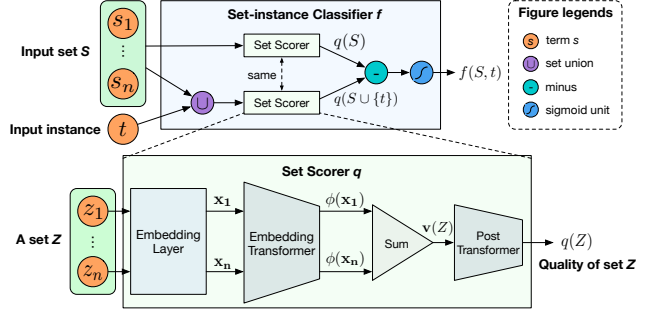 Set-instance Classifier f
Figure legends
s₁
⋮
sₙ
Input set S
Set Scorer
q(S)
same
∪
Set Scorer
q(S ∪ {t})
-
∫
f(S, t)
Input instance
t
s term s
∪ set union
- minus
∫ sigmoid unit
Set Scorer q
A set Z
z₁
⋮
zₙ
Embedding
Layer
x₁
xₙ
Embedding
Transformer
ϕ(x₁)
ϕ(xₙ)
Sum
v(Z)
Post
Transformer
q(Z)
Quality of set Z